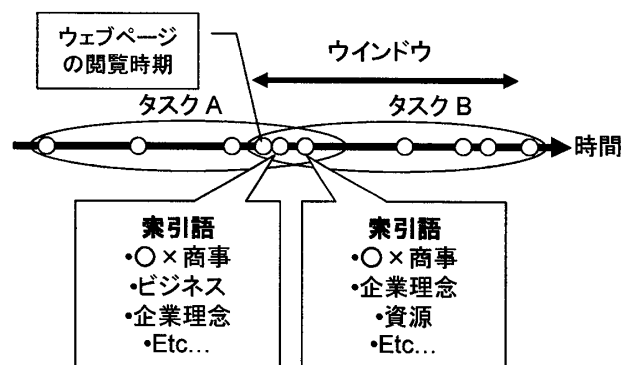 ウェブページ
の閲覧時期
ウインドウ
タスク A
タスク B
時間
索引語
•○×商事
•ビジネス
•企業理念
•Etc…
索引語
•○×商事
•企業理念
•資源
•Etc…